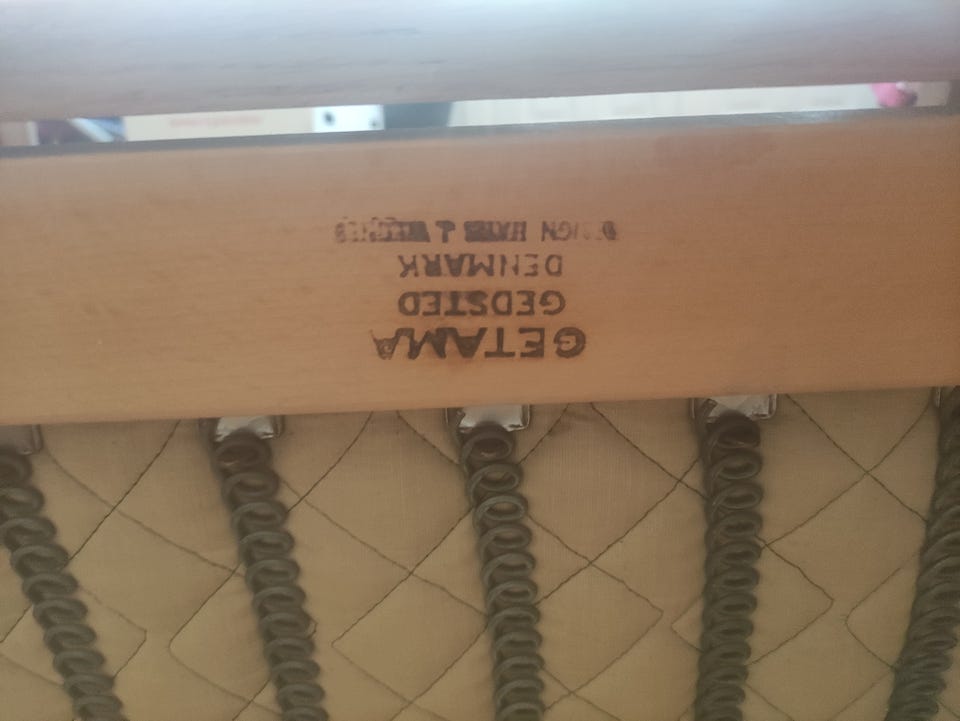 GETAMA
GEDSTED
DENMARK
DESIGN HANS J. WEGNER